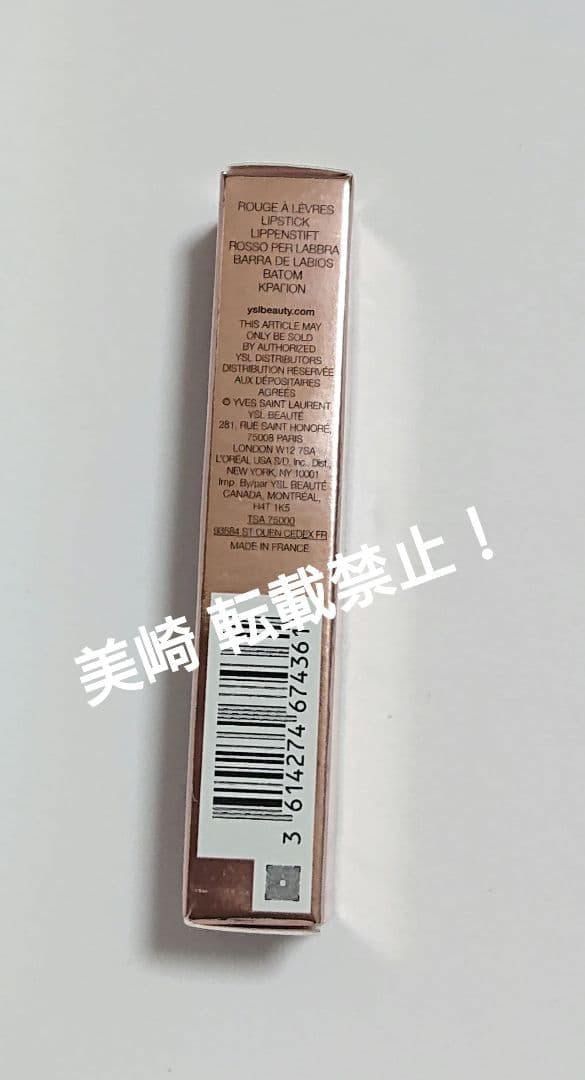 ROUGE À LÈVRES
LIPSTICK
LIPPENSTIFT
ROSSO PER LABBRA
BARRA DE LABIOS
BATOM
ΚΡΑΓΙΟΝ
yslbeauty.com
THIS ARTICLE MAY
ONLY BE SOLD
BY AUTHORIZED
YSL DISTRIBUTORS
DISTRIBUTION RÉSERVÉE
AUX DÉPOSITAIRES
AGRÉÉS
© YVES SAINT LAURENT
YSL BEAUTÉ
281, RUE SAINT HONORÉ,
75008 PARIS
LONDON W12 7SA
L'ORÉAL USA S/D, Inc., Dist.,
NEW YORK, NY 10001
Imp. By/par YSL BEAUTÉ
CANADA, MONTRÉAL,
H4T 1K5
TSA 75000
93584 ST OUEN CEDEX FR
MADE IN FRANCE
美崎 転載禁止！
3 614274 674361